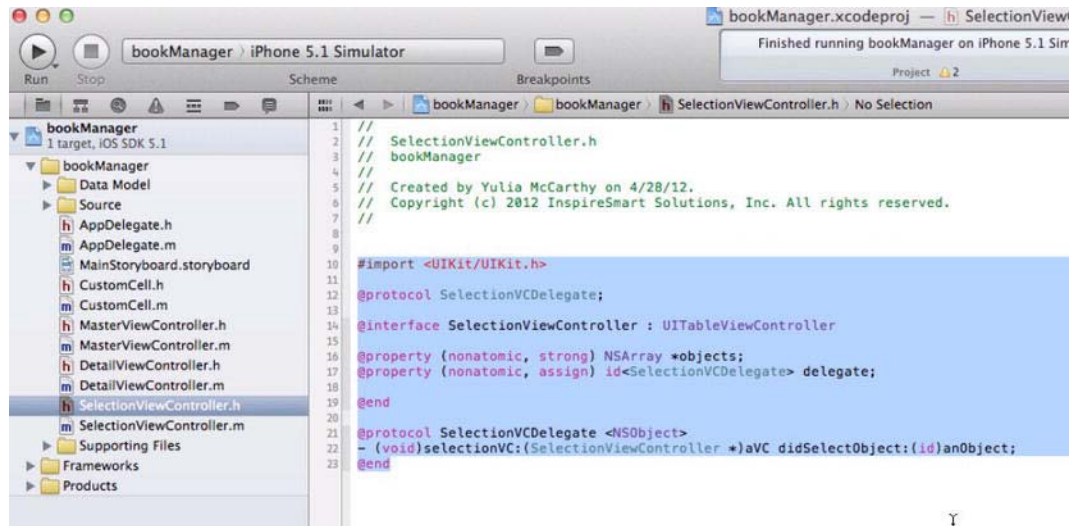 bookManager.xcodeproj — h SelectionView
bookManager iPhone 5.1 Simulator
Finished running bookManager on iPhone 5.1 Sim
Run Stop Scheme Breakpoints Project 2
bookManager bookManager h SelectionViewController.h No Selection
bookManager
1 target, iOS SDK 5.1
bookManager
Data Model
Source
h AppDelegate.h
m AppDelegate.m
MainStoryboard.storyboard
h CustomCell.h
m CustomCell.m
h MasterViewController.h
m MasterViewController.m
h DetailViewController.h
m DetailViewController.m
h SelectionViewController.h
m SelectionViewController.m
Supporting Files
Frameworks
Products
1 //
2 // SelectionViewController.h
3 // bookManager
4 //
5 // Created by Yulia McCarthy on 4/28/12.
6 // Copyright (c) 2012 InspireSmart Solutions, Inc. All rights reserved.
7 //
8
9
10 #import <UIKit/UIKit.h>
11
12 @protocol SelectionVCDelegate;
13
14 @interface SelectionViewController : UITableViewController
15
16 @property (nonatomic, strong) NSArray *objects;
17 @property (nonatomic, assign) id<SelectionVCDelegate> delegate;
18
19 @end
20
21 @protocol SelectionVCDelegate <NSObject>
22 - (void)selectionVC:(SelectionViewController *)aVC didSelectObject:(id)anObject;
23 @end